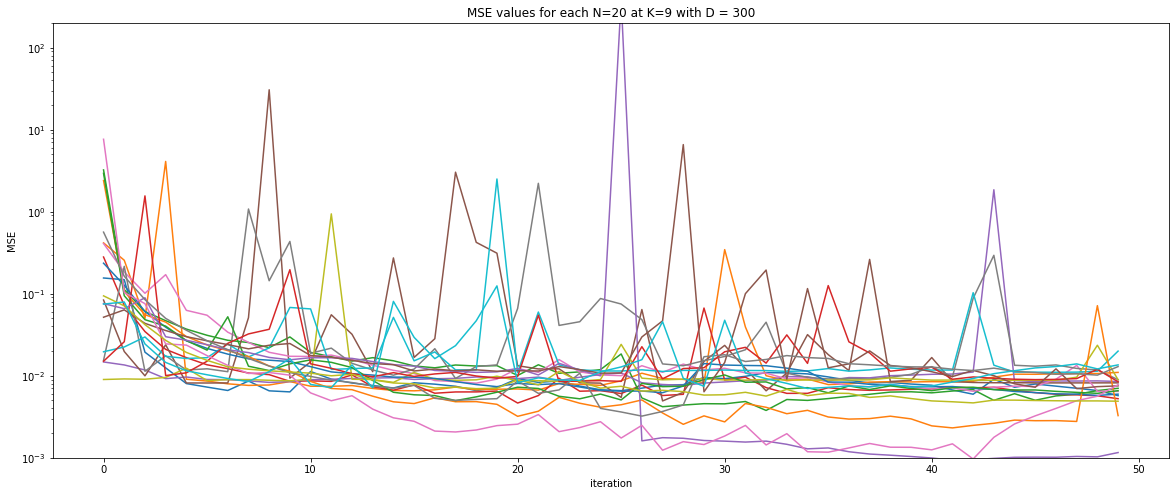 MSE values for each N=20 at K=9 with D = 300
MSE
10²
10¹
10⁰
10⁻¹
10⁻²
10⁻³
0 10 20 30 40 50
iteration